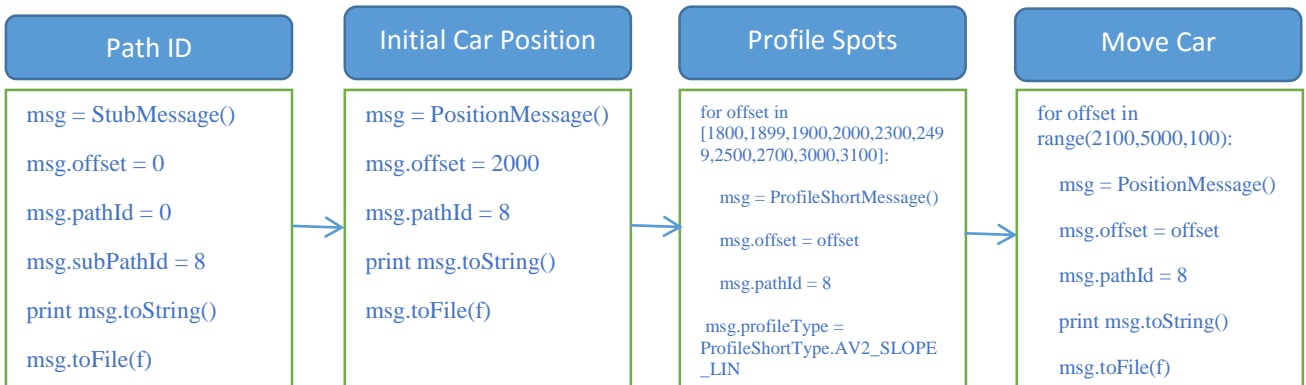 Path ID
msg = StubMessage()
msg.offset = 0
msg.pathId = 0
msg.subPathId = 8
print msg.toString()
msg.toFile(f)
Initial Car Position
msg = PositionMessage()
msg.offset = 2000
msg.pathId = 8
print msg.toString()
msg.toFile(f)
Profile Spots
for offset in
[1800,1899,1900,2000,2300,249
9,2500,2700,3000,3100]:
msg = ProfileShortMessage()
msg.offset = offset
msg.pathId = 8
msg.profileType =
ProfileShortType.AV2_SLOPE
_LIN
Move Car
for offset in
range(2100,5000,100):
msg = PositionMessage()
msg.offset = offset
msg.pathId = 8
print msg.toString()
msg.toFile(f)